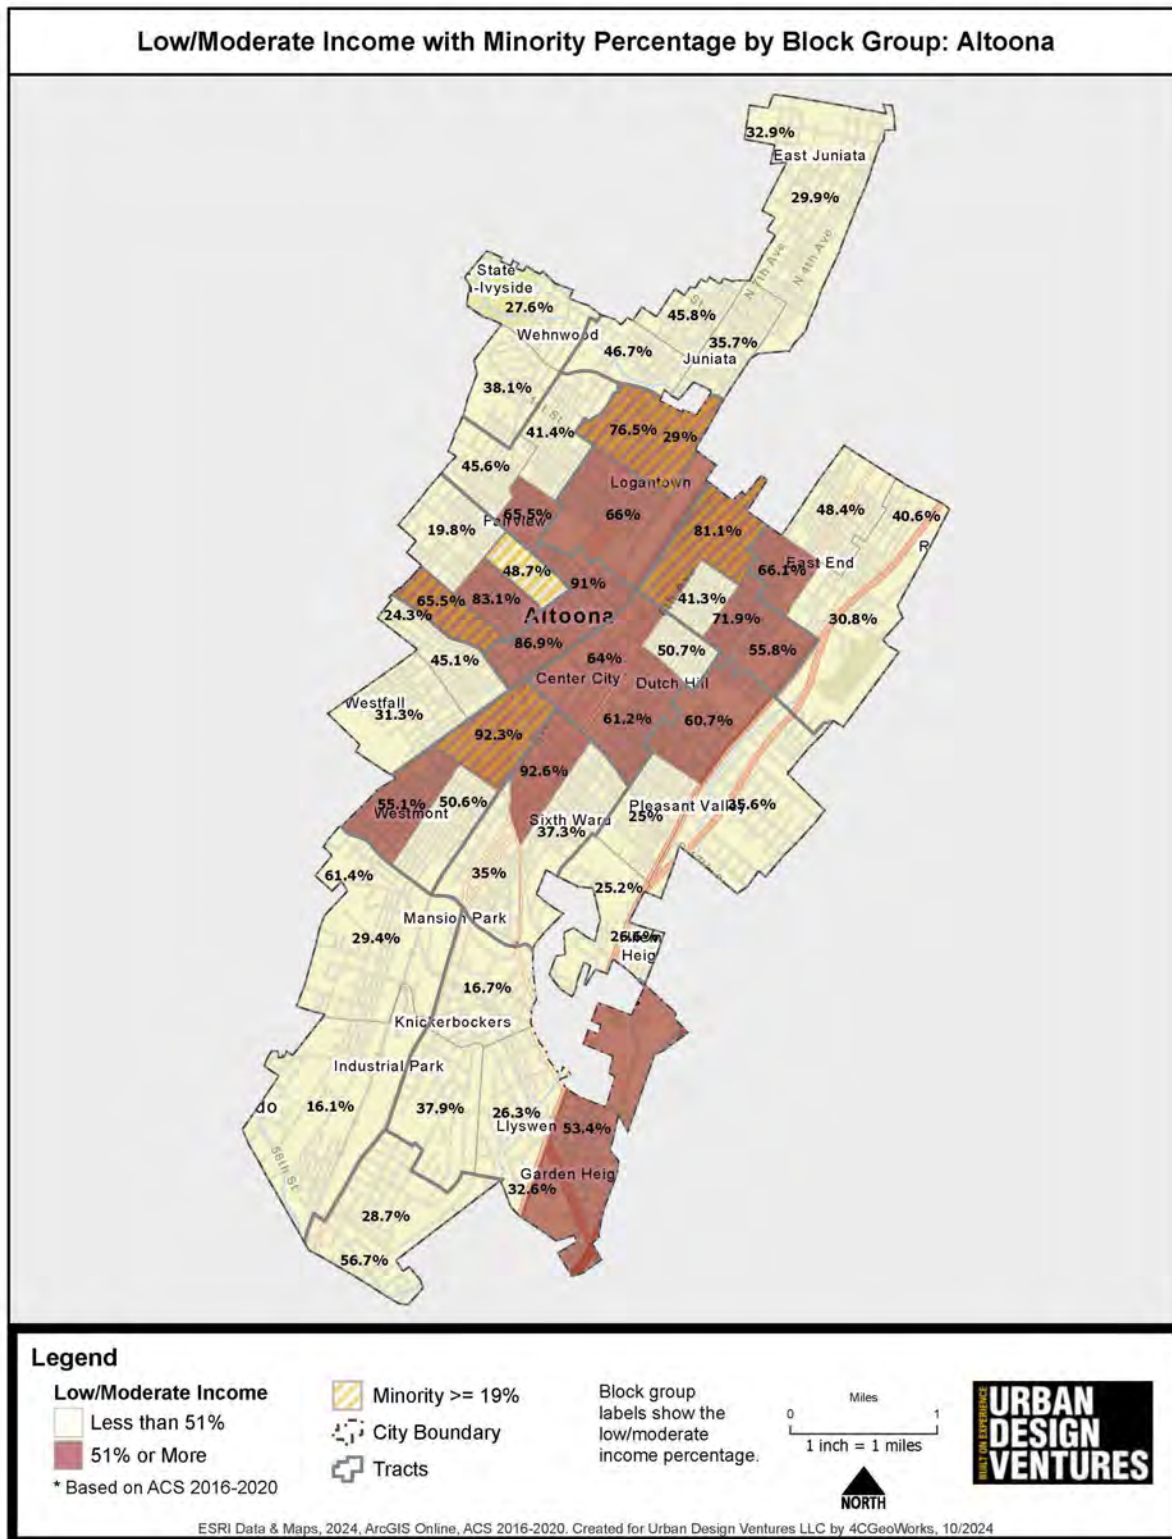 Low/Moderate Income with Minority Percentage by Block Group: Altoona
32.9%
East Juniata
29.9%
N 7th Ave
N 4th Ave
State
-Ivyside
27.6%
Wehnwood
St
45.8%
35.7%
46.7%
Juniata
38.1%
41.4%
76.5%
29%
45.6%
Logantown
65.5%
Fairview
66%
81.1%
48.4%
40.6%
R
19.8%
East End
66.1%
48.7%
91%
65.5%
83.1%
24.3%
41.3%
71.9%
30.8%
Altoona
86.9%
50.7%
55.8%
45.1%
64%
Center City
Dutch Hill
Westfall
31.3%
61.2%
60.7%
92.3%
92.6%
55.1%
Westmont
50.6%
Pleasant Valley
35.6%
25%
Sixth Ward
37.3%
61.4%
35%
25.2%
Mansion Park
29.4%
26.6%
Heig
16.7%
Knickerbockers
Industrial Park
do
16.1%
37.9%
26.3%
Llyswen
53.4%
58th St
Garden Heig
32.6%
28.7%
56.7%
Legend
Low/Moderate Income
Less than 51%
51% or More
* Based on ACS 2016-2020
Minority >= 19%
City Boundary
Tracts
Block group
labels show the
low/moderate
income percentage.
Miles
0 1
1 inch = 1 miles
NORTH
BUILT ON EXPERIENCE
URBAN
DESIGN
VENTURES
ESRI Data & Maps, 2024, ArcGIS Online, ACS 2016-2020. Created for Urban Design Ventures LLC by 4CGeoWorks, 10/2024